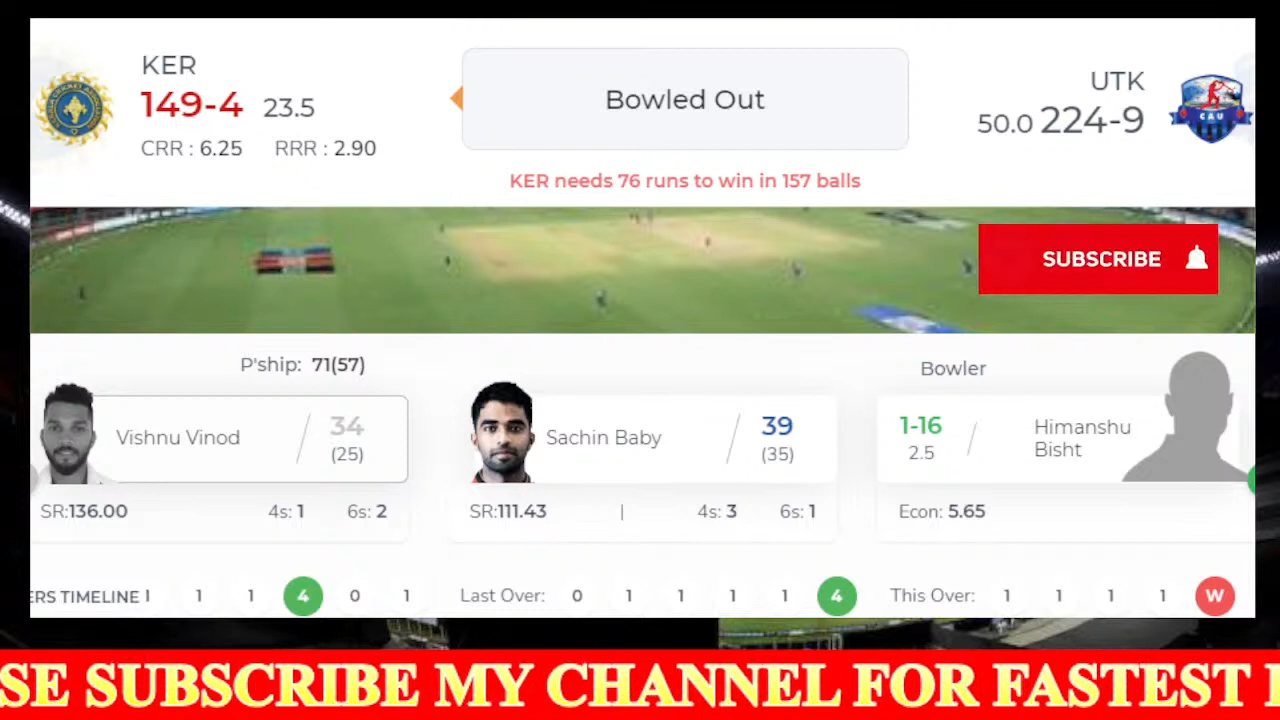 KER
149-4 23.5
CRR : 6.25 RRR : 2.90
Bowled Out
KER needs 76 runs to win in 157 balls
UTK
50.0 224-9
CAU
SUBSCRIBE
P'ship: 71(57)
Vishnu Vinod
34
(25)
SR:136.00 4s: 1 6s: 2
Sachin Baby
39
(35)
SR:111.43 | 4s: 3 6s: 1
Bowler
1-16
2.5
Himanshu
Bisht
Econ: 5.65
ERS TIMELINE 1 1 1 4 0 1
Last Over: 0 1 1 1 1 4
This Over: 1 1 1 1 W
SE SUBSCRIBE MY CHANNEL FOR FASTEST